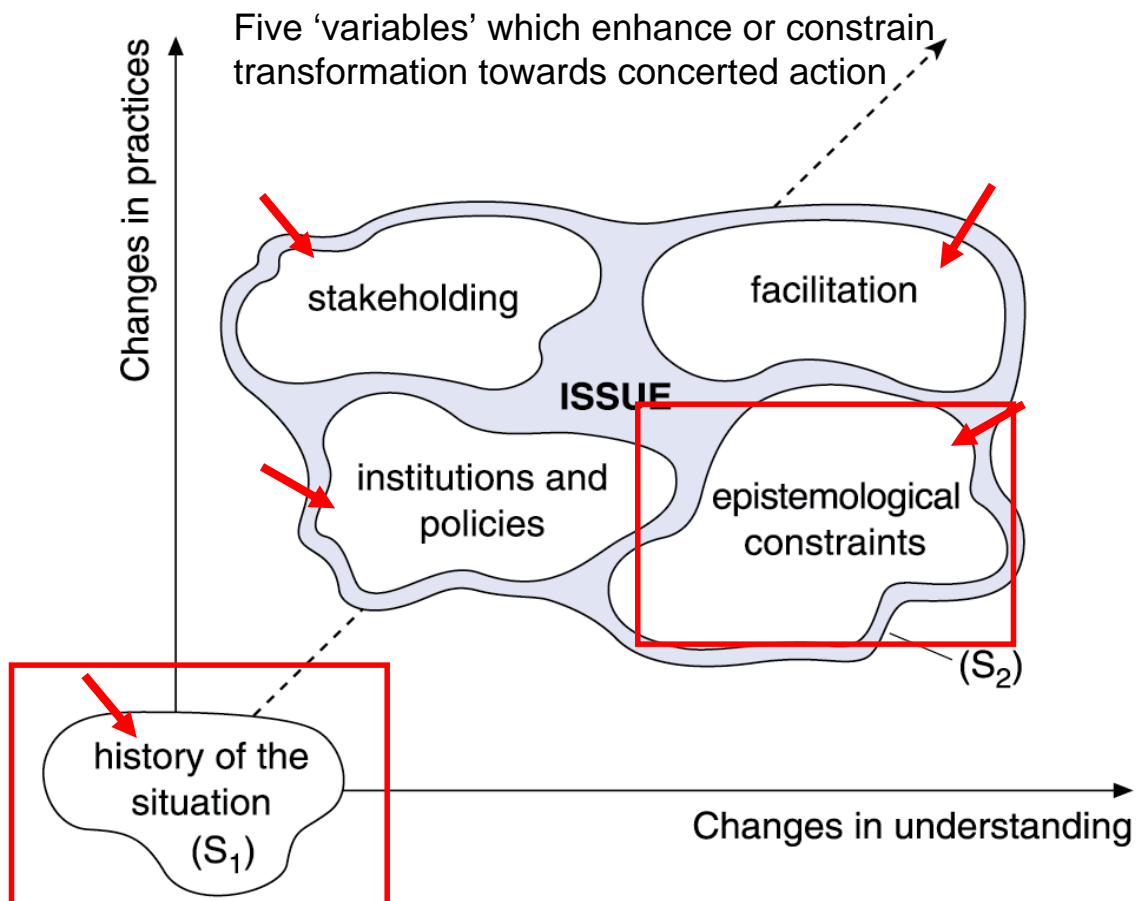 Five ‘variables’ which enhance or constrain
transformation towards concerted action
Changes in practices
stakeholding
facilitation
ISSUE
institutions and
policies
epistemological
constraints
(S₂)
history of the
situation
(S₁)
Changes in understanding